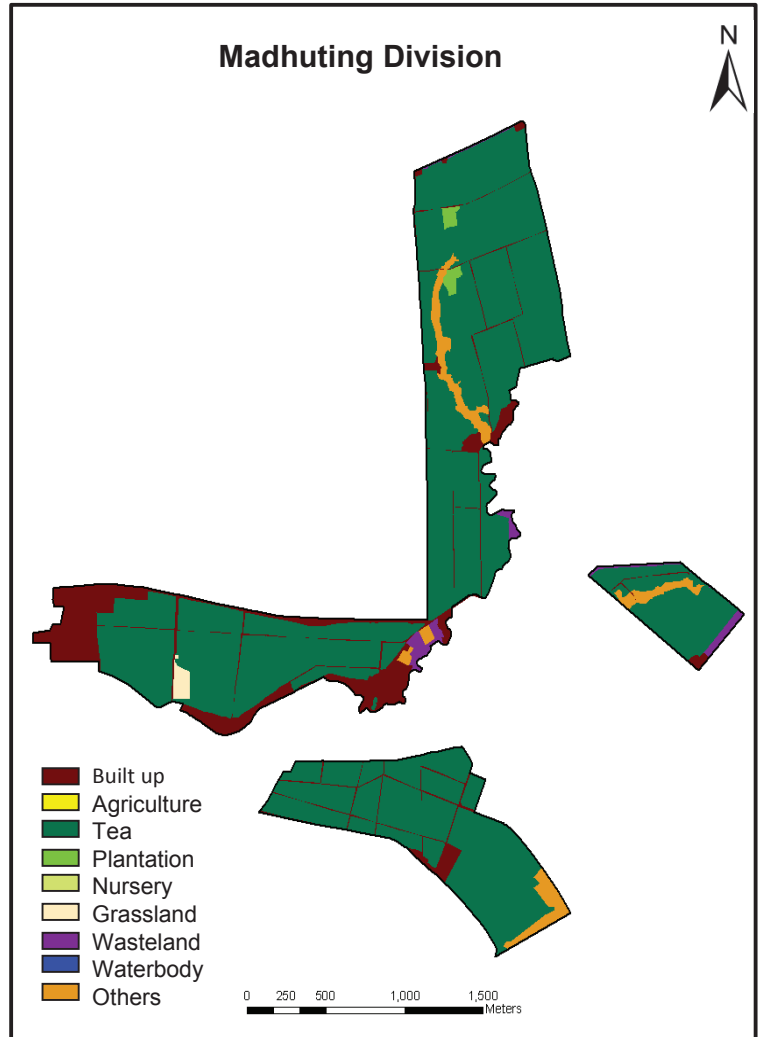 Madhuting Division
N
Built up
Agriculture
Tea
Plantation
Nursery
Grassland
Wasteland
Waterbody
Others
0 250 500 1,000 1,500
Meters